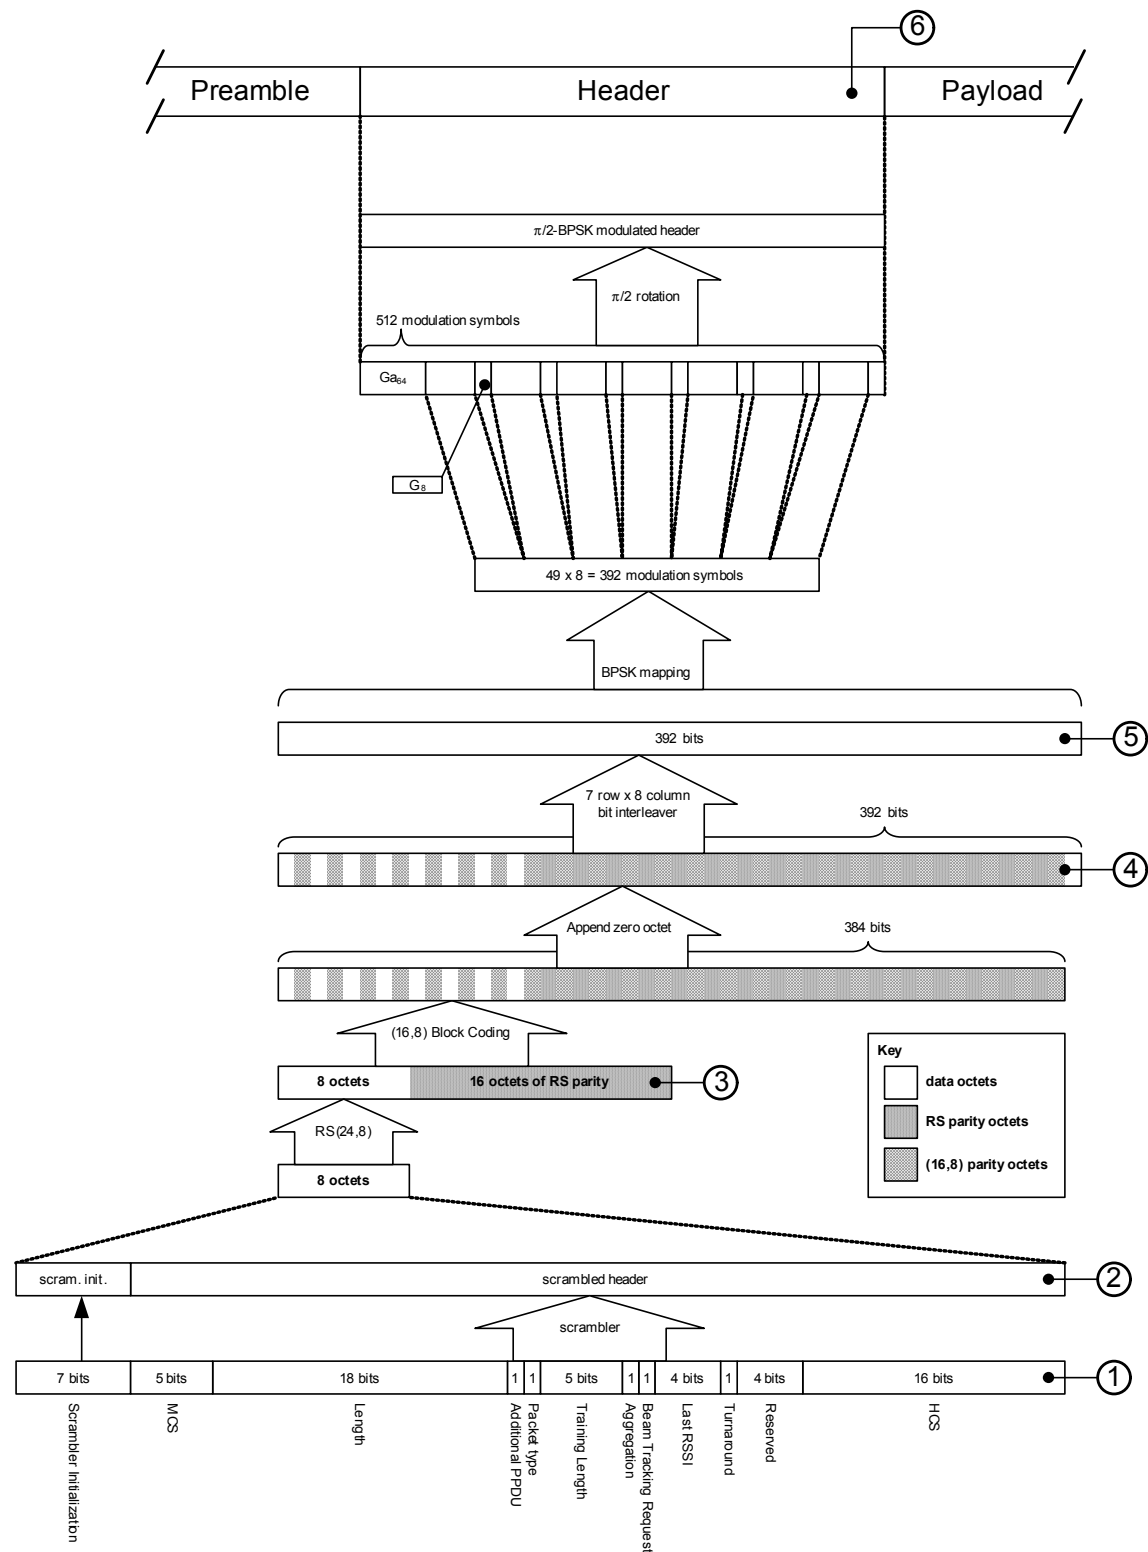 6
Preamble
Header
Payload
π/2-BPSK modulated header
π/2 rotation
512 modulation symbols
Ga₆₄
G₈
49 x 8 = 392 modulation symbols
BPSK mapping
392 bits
5
7 row x 8 column
bit interleaver
392 bits
4
Append zero octet
384 bits
(16,8) Block Coding
8 octets
16 octets of RS parity
3
Key
data octets
RS parity octets
(16,8) parity octets
RS(24,8)
8 octets
scram. init.
scrambled header
2
scrambler
7 bits
5 bits
18 bits
1
1
5 bits
1
1
4 bits
1
4 bits
16 bits
1
Scrambler Initialization
MCS
Length
Additional PPDU
Packet type
Training Length
Aggregation
Beam Tracking Request
Last RSSI
Turnaround
Reserved
HCS